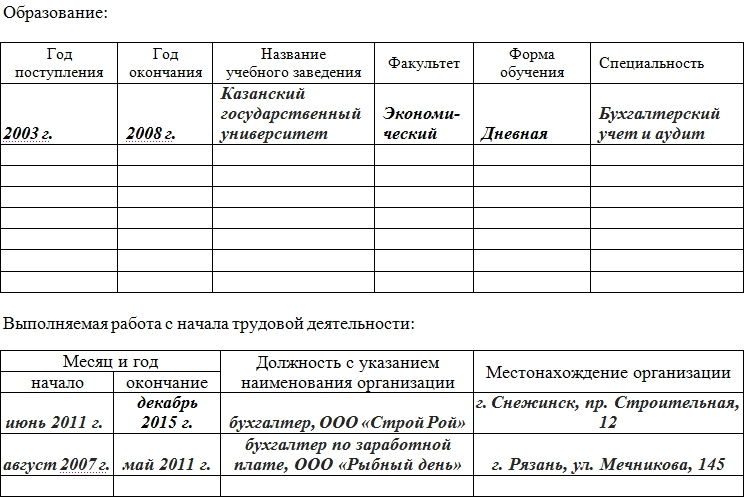 Образование:
Год поступления | Год окончания | Название учебного заведения | Факультет | Форма обучения | Специальность
2003 г. | 2008 г. | Казанский государственный университет | Экономи-ческий | Дневная | Бухгалтерский учет и аудит
Выполняемая работа с начала трудовой деятельности:
Месяц и год | Должность с указанием наименования организации | Местонахождение организации
начало | окончание
июнь 2011 г. | декабрь 2015 г. | бухгалтер, ООО «Строй Рой» | г. Снежинск, пр. Строительная, 12
август 2007 г. | май 2011 г. | бухгалтер по заработной плате, ООО «Рыбный день» | г. Рязань, ул. Мечникова, 145